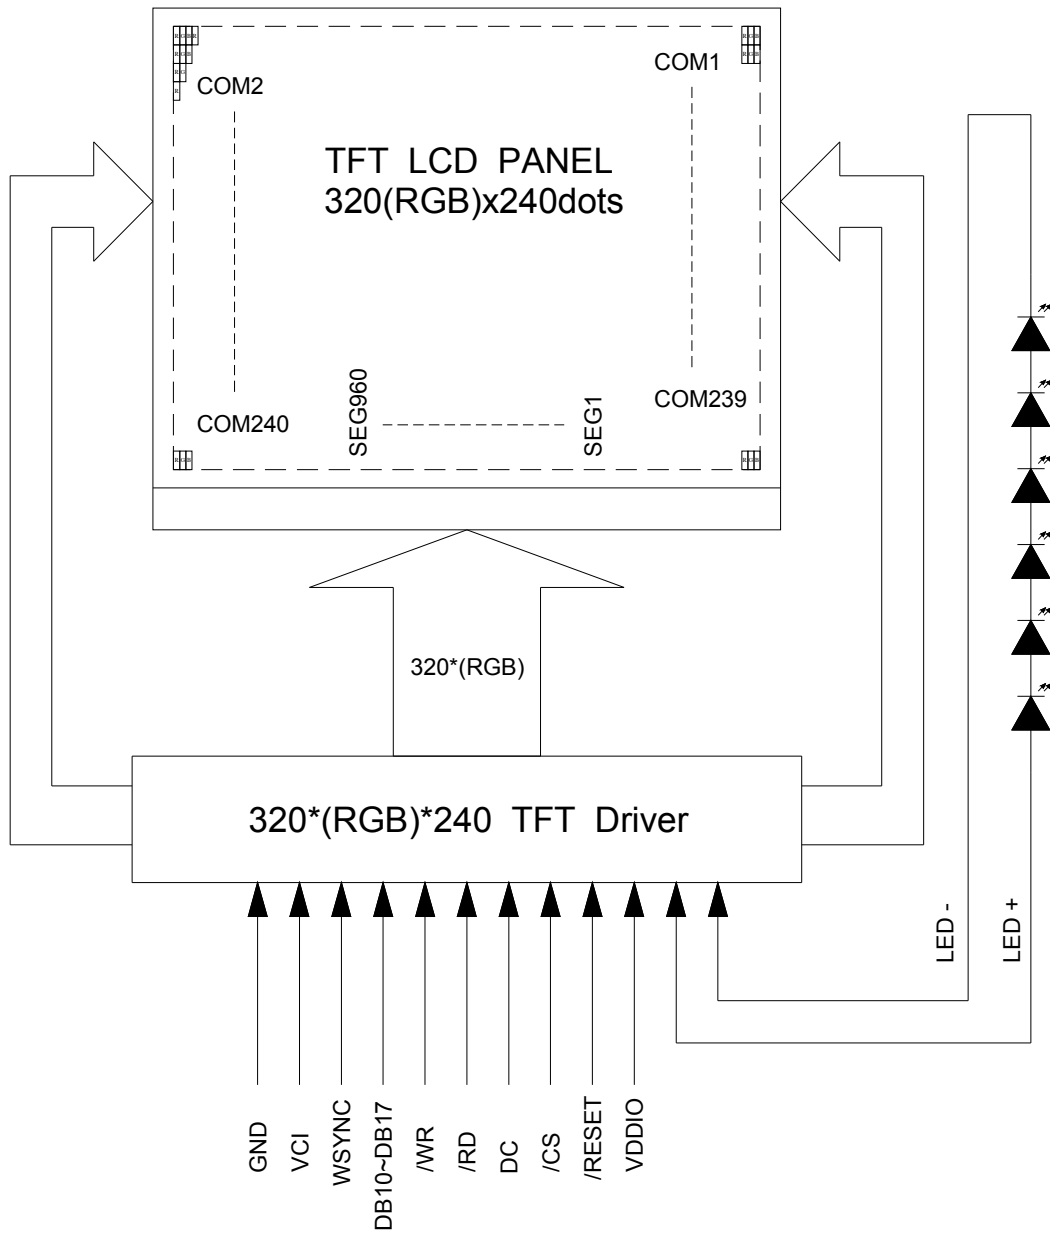 R G B R
R G B
R G
R
R G B
R G B
COM2
COM1
TFT LCD PANEL
320(RGB)x240dots
COM240
SEG960
SEG1
COM239
R G B
R G B
320*(RGB)
320*(RGB)*240 TFT Driver
LED -
LED +
GND
VCI
WSYNC
DB10~DB17
/WR
/RD
DC
/CS
/RESET
VDDIO